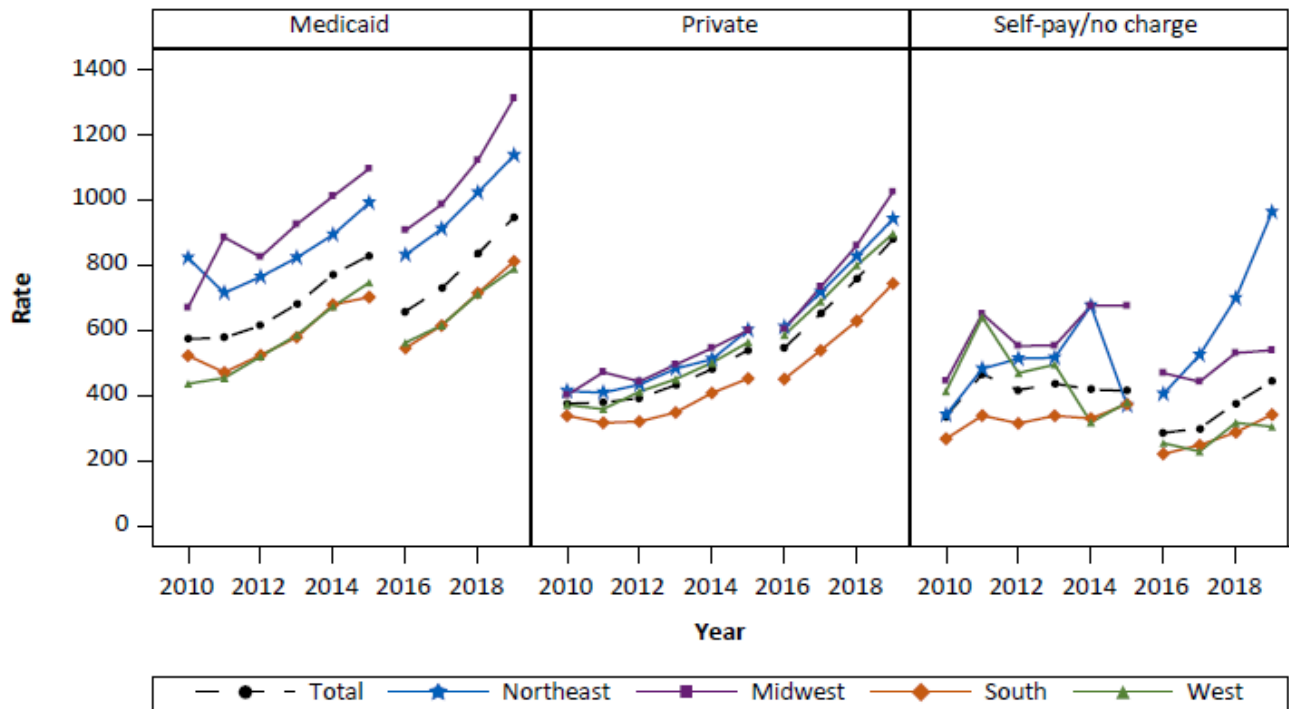 Medicaid Private Self-pay/no charge
1400
1200
1000
800
600
400
200
0
Rate
2010 2012 2014 2016 2018 2010 2012 2014 2016 2018 2010 2012 2014 2016 2018
Year
Total Northeast Midwest South West